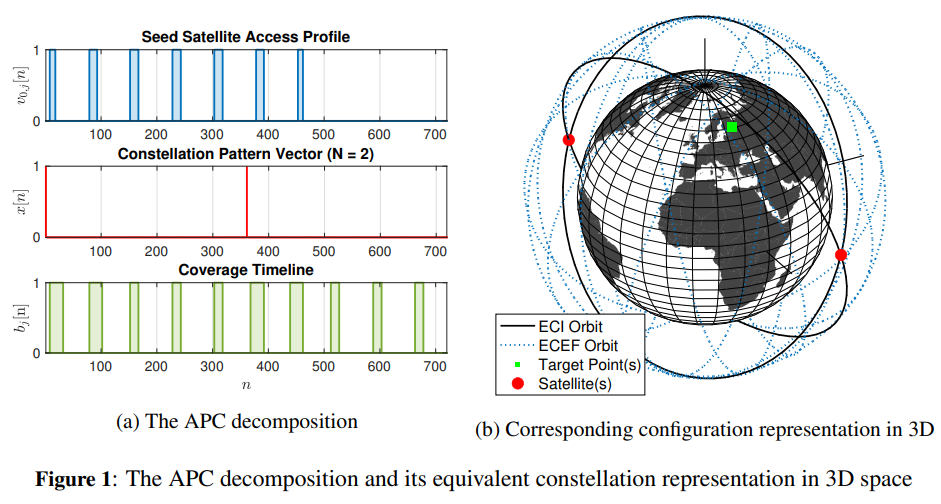 Seed Satellite Access Profile
1
v0,j[n]
0
100 200 300 400 500 600 700
Constellation Pattern Vector (N = 2)
1
x[n]
0
100 200 300 400 500 600 700
Coverage Timeline
1
bj[n]
0
100 200 300 400 500 600 700
n
(a) The APC decomposition
ECI Orbit
ECEF Orbit
Target Point(s)
Satellite(s)
(b) Corresponding configuration representation in 3D
Figure 1: The APC decomposition and its equivalent constellation representation in 3D space